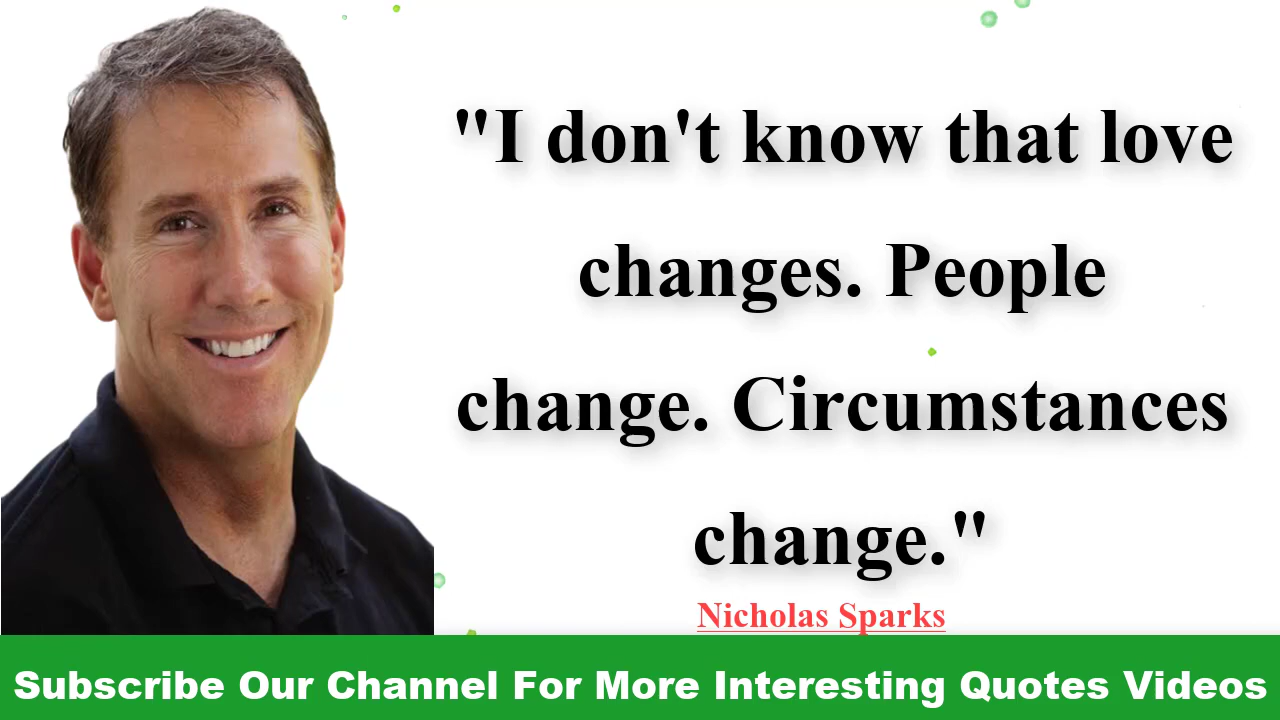 "I don't know that love
changes. People
change. Circumstances
change."
Nicholas Sparks
Subscribe Our Channel For More Interesting Quotes Videos